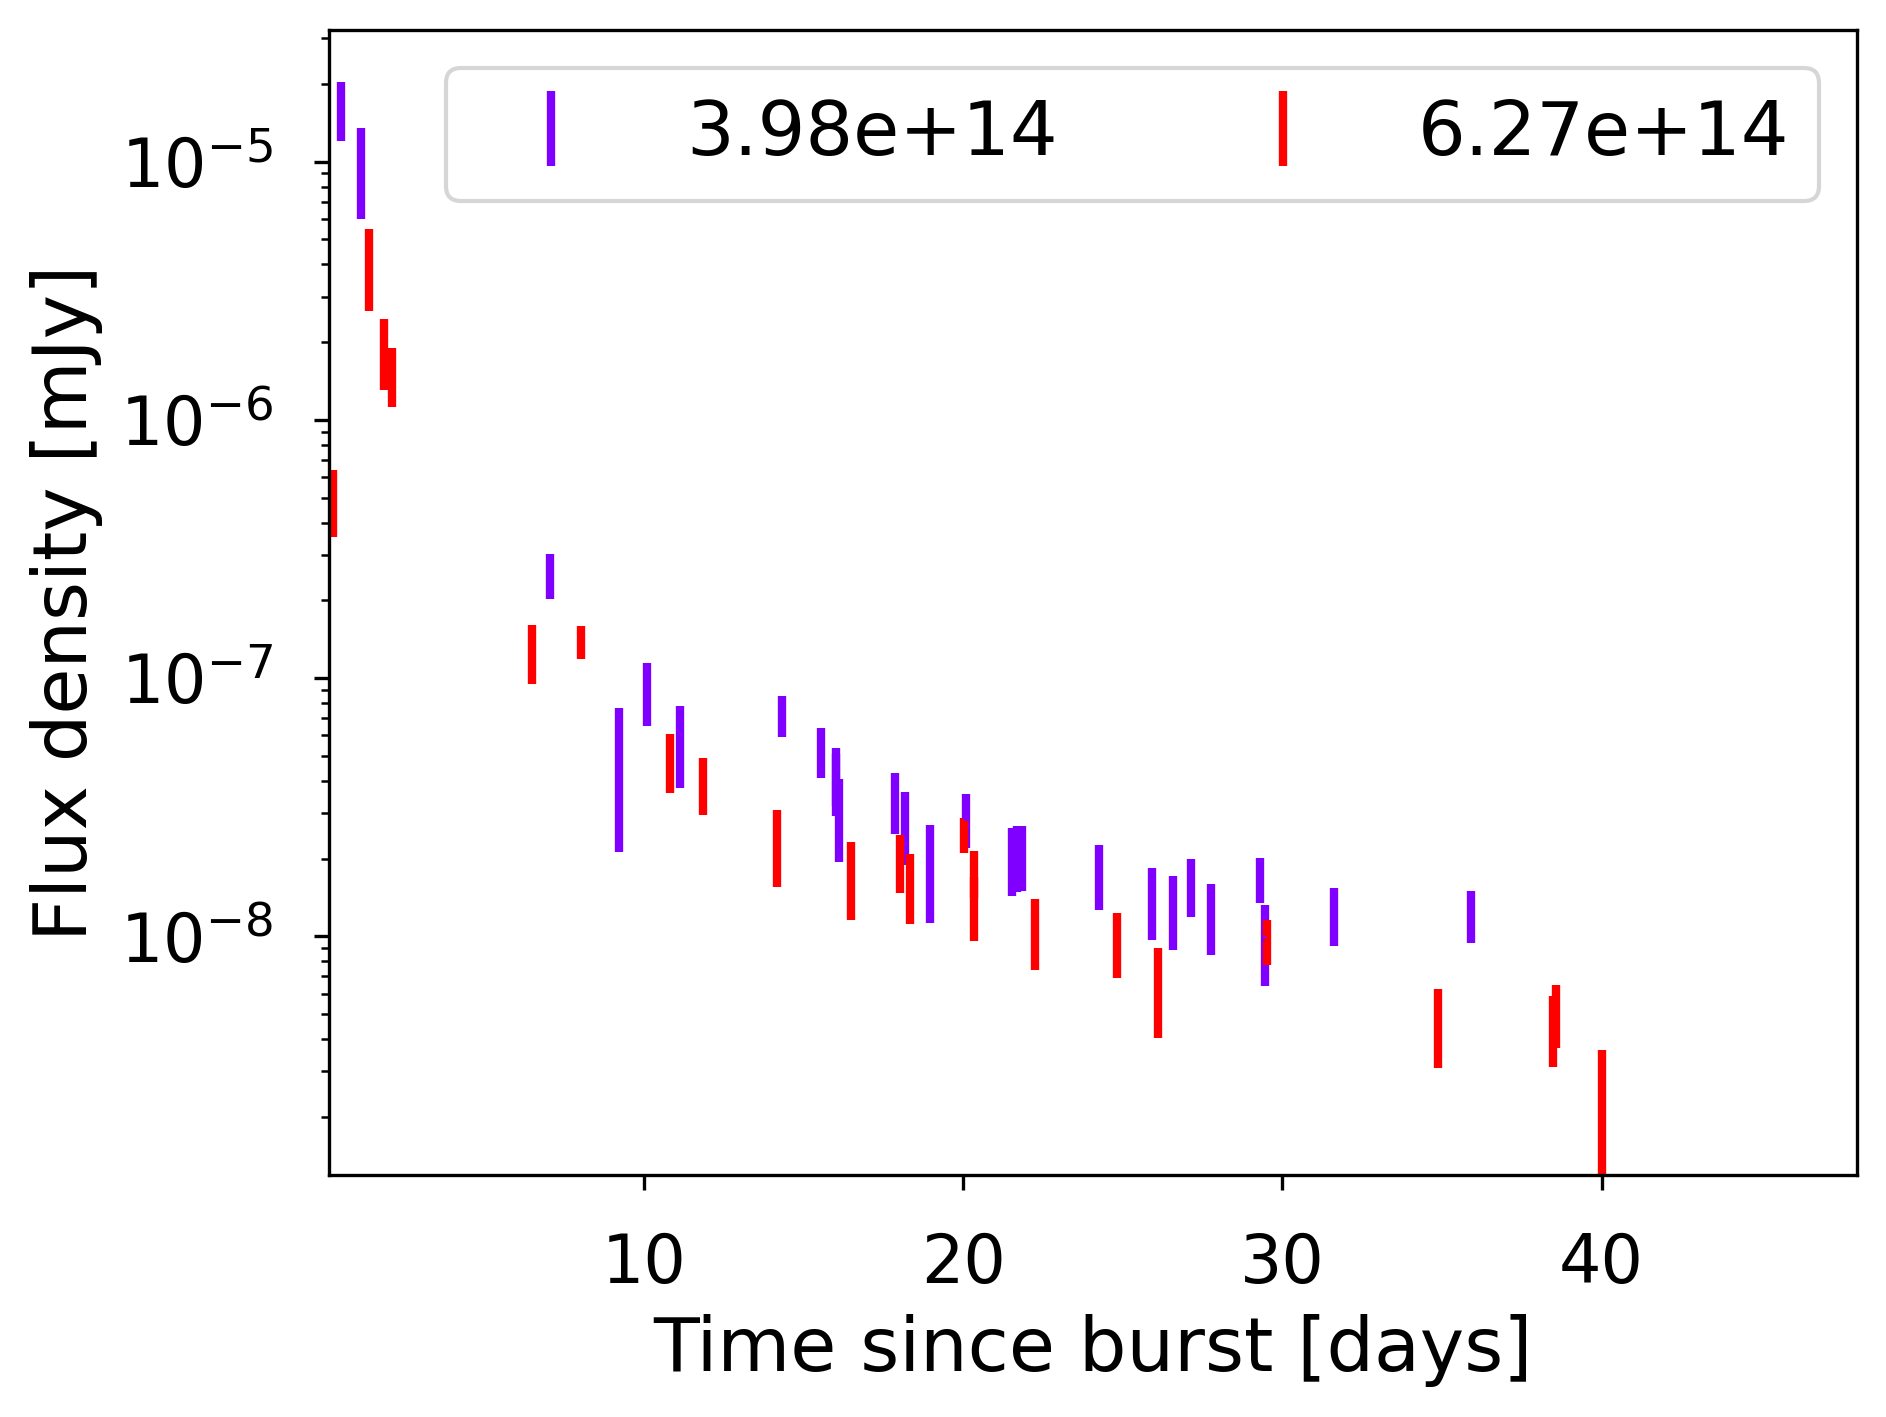 3.98e+14 6.27e+14
Flux density [mJy]
10⁻⁵
10⁻⁶
10⁻⁷
10⁻⁸
10 20 30 40
Time since burst [days]